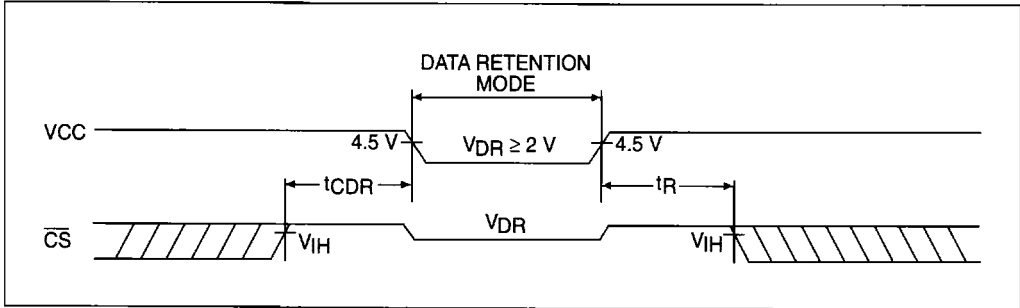 DATA RETENTION
MODE
VCC
4.5 V
VDR ≥ 2 V
4.5 V
tCDR
tR
CS
VIH
VDR
VIH